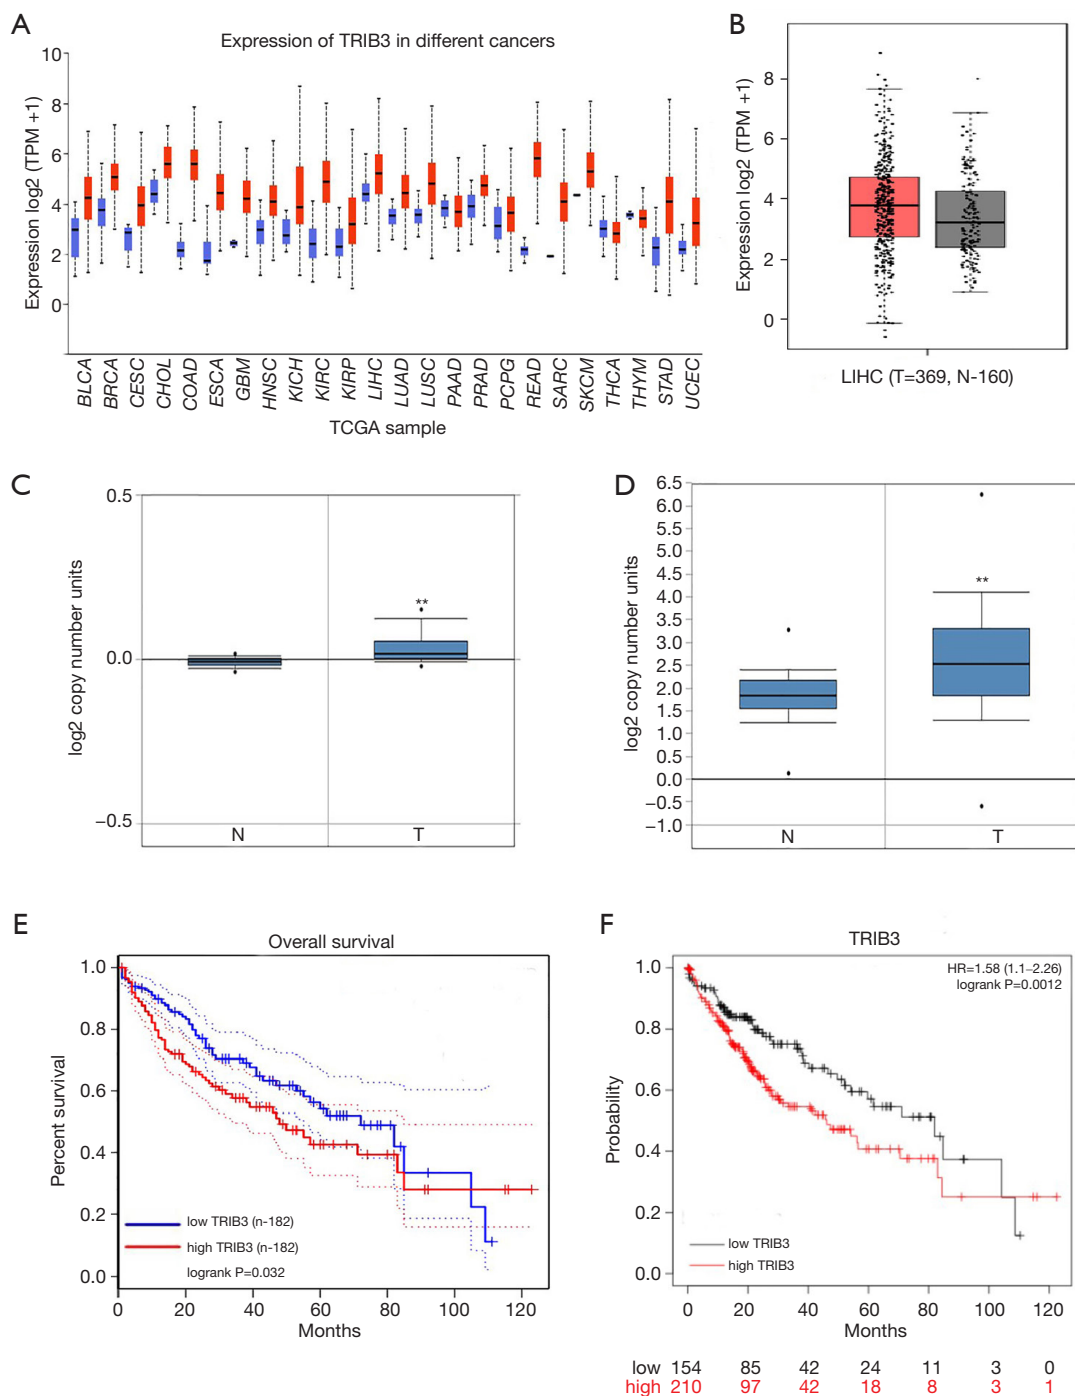 A
Expression of TRIB3 in different cancers
Expression log2 (TPM +1)
10
8
6
4
2
0
BLCA
BRCA
CESC
CHOL
COAD
ESCA
GBM
HNSC
KICH
KIRC
KIRP
LIHC
LUAD
LUSC
PAAD
PRAD
PCPG
READ
SARC
SKCM
THCA
THYM
STAD
UCEC
TCGA sample
B
Expression log2 (TPM +1)
8
6
4
2
0
LIHC (T=369, N-160)
C
log2 copy number units
0.5
0.0
−0.5
**
N
T
D
log2 copy number units
6.5
6.0
5.5
5.0
4.5
4.0
3.5
3.0
2.5
2.0
1.5
1.0
0.5
0.0
−0.5
−1.0
**
N
T
E
Overall survival
Percent survival
1.0
0.8
0.6
0.4
0.2
0.0
low TRIB3 (n-182)
high TRIB3 (n-182)
logrank P=0.032
0 20 40 60 80 100 120
Months
F
TRIB3
HR=1.58 (1.1–2.26)
logrank P=0.0012
Probability
1.0
0.8
0.6
0.4
0.2
0.0
low TRIB3
high TRIB3
0 20 40 60 80 100 120
Months
low 154 85 42 24 11 3 0
high 210 97 42 18 8 3 1